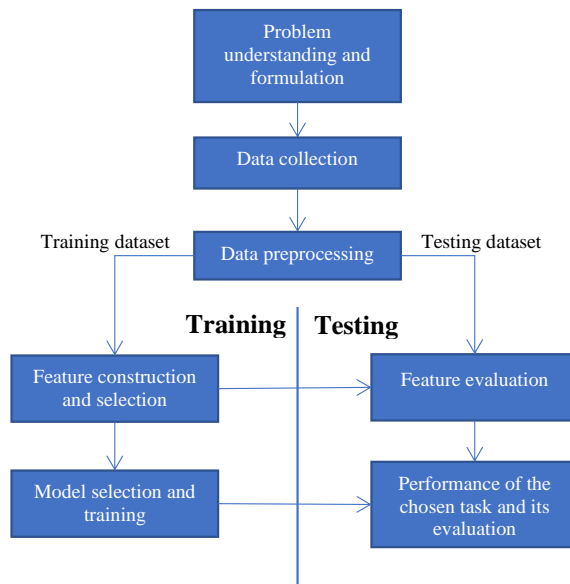 Problem
understanding and
formulation
Data collection
Training dataset
Data preprocessing
Testing dataset
Training
Testing
Feature construction
and selection
Feature evaluation
Model selection and
training
Performance of the
chosen task and its
evaluation